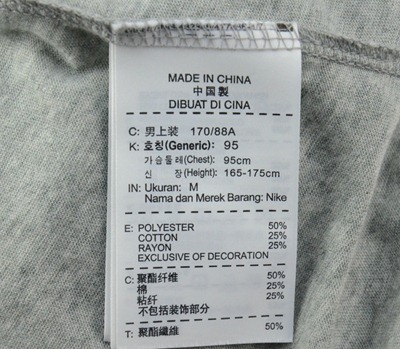 MADE IN CHINA
中国製
DIBUAT DI CINA
C: 男上装 170/88A
K: 호칭(Generic): 95
가슴둘레(Chest): 95cm
신 장(Height): 165-175cm
IN: Ukuran: M
Nama dan Merek Barang: Nike
E: POLYESTER 50%
COTTON 25%
RAYON 25%
EXCLUSIVE OF DECORATION
C: 聚酯纤维 50%
棉 25%
粘纤 25%
不包括装饰部分
T: 聚酯纖維 50%